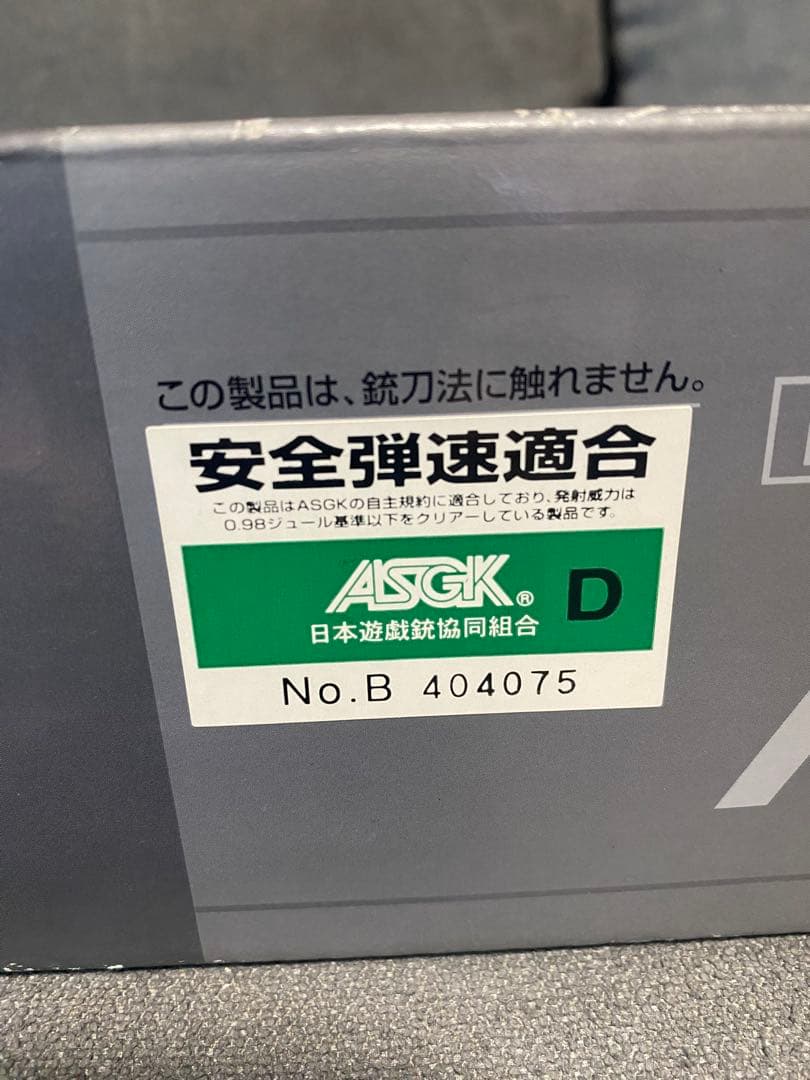 この製品は、銃刀法に触れません。
安全弾速適合
この製品はASGKの自主規約に適合しており、発射威力は
0.98ジュール基準以下をクリアーしている製品です。
ASGK® D
日本遊戯銃協同組合
No.B 404075